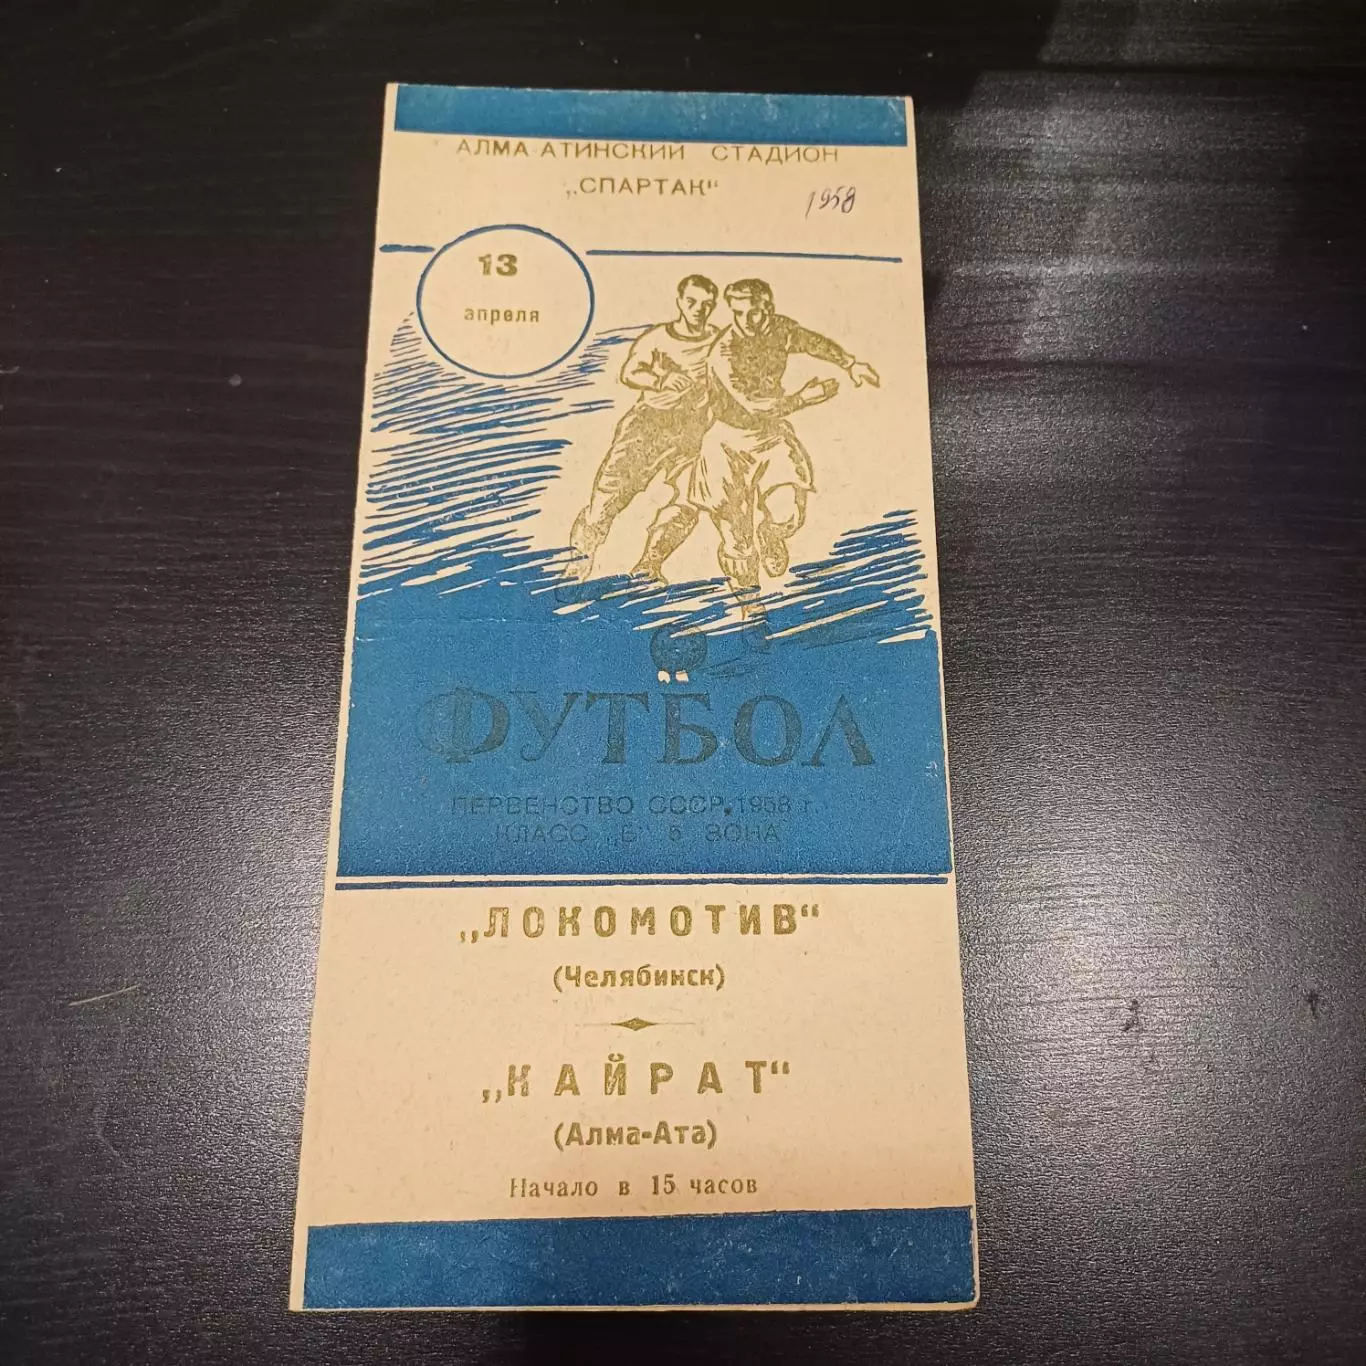 АЛМА-АТИНСКИЙ СТАДИОН
„СПАРТАК“
1958
13
апреля
ФУТБОЛ
ПЕРВЕНСТВО СССР, 1958 г.
КЛАСС „Б“ 5 ЗОНА
„ЛОКОМОТИВ“
(Челябинск)
„КАЙРАТ“
(Алма-Ата)
Начало в 15 часов